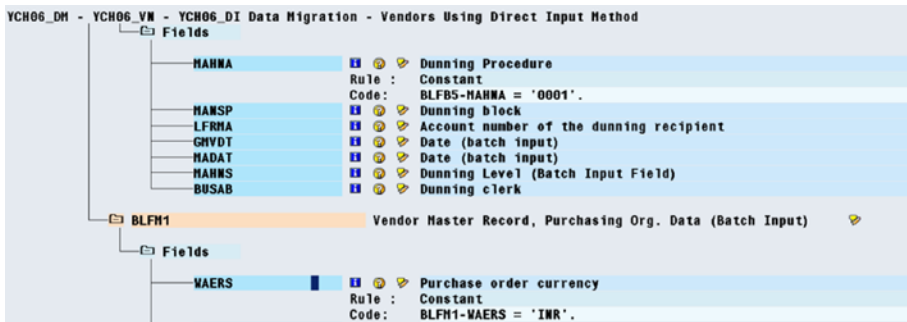 YCH06_DM - YCH06_VN - YCH06_DI Data Migration - Vendors Using Direct Input Method
Fields
MAHNA Dunning Procedure
Rule : Constant
Code: BLFB5-MAHNA = '0001'.
MANSP Dunning block
LFRMA Account number of the dunning recipient
GMVDT Date (batch input)
MADAT Date (batch input)
MAHNS Dunning Level (Batch Input Field)
BUSAB Dunning clerk
BLFM1 Vendor Master Record, Purchasing Org. Data (Batch Input)
Fields
WAERS Purchase order currency
Rule : Constant
Code: BLFM1-WAERS = 'INR'.